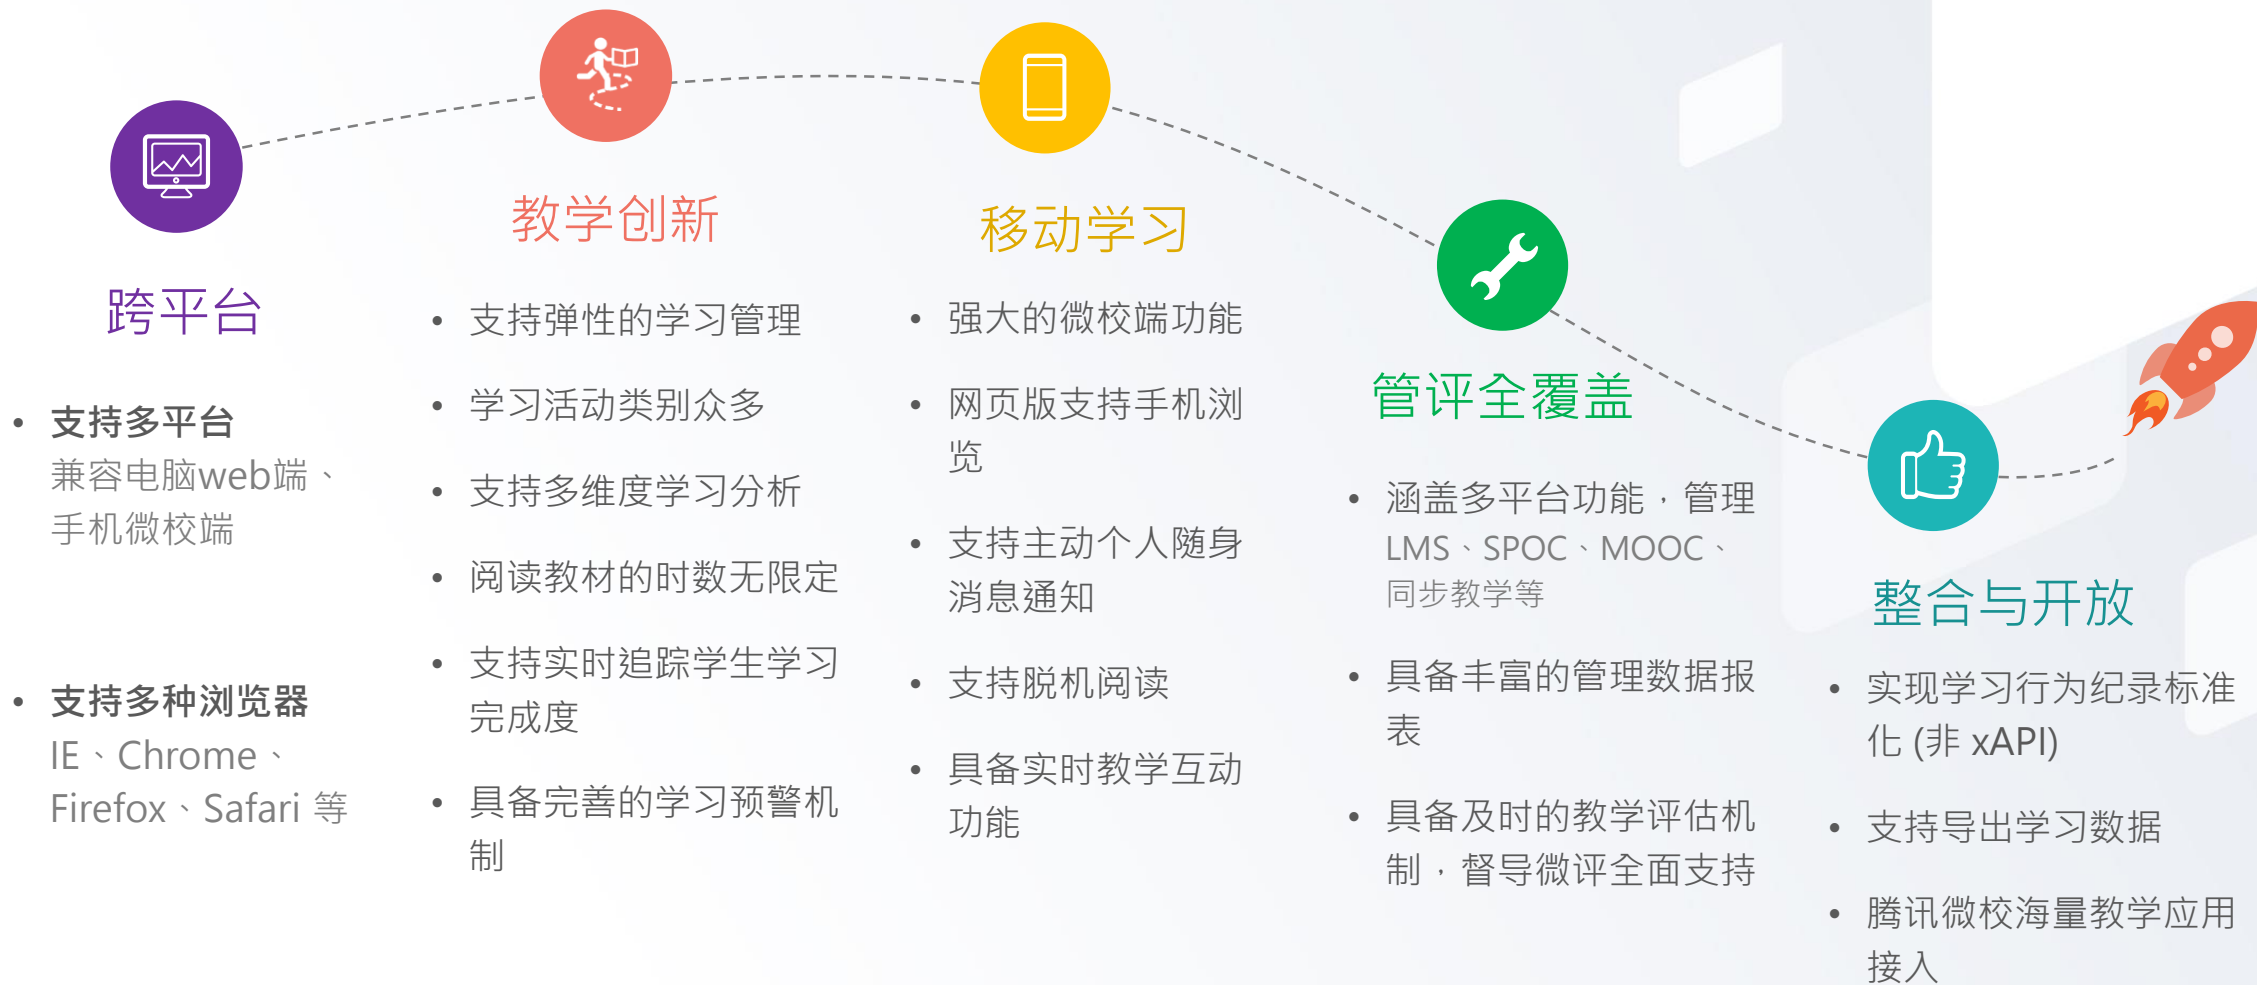 跨平台
• 支持多平台
兼容电脑web端、
手机微校端
• 支持多种浏览器
IE、Chrome、
Firefox、Safari 等
教学创新
• 支持弹性的学习管理
• 学习活动类别众多
• 支持多维度学习分析
• 阅读教材的时数无限定
• 支持实时追踪学生学习
完成度
• 具备完善的学习预警机
制
移动学习
• 强大的微校端功能
• 网页版支持手机浏
览
• 支持主动个人随身
消息通知
• 支持脱机阅读
• 具备实时教学互动
功能
管评全覆盖
• 涵盖多平台功能，管理
LMS、SPOC、MOOC、
同步教学等
• 具备丰富的管理数据报
表
• 具备及时的教学评估机
制，督导微评全面支持
整合与开放
• 实现学习行为纪录标准
化 (非 xAPI)
• 支持导出学习数据
• 腾讯微校海量教学应用
接入